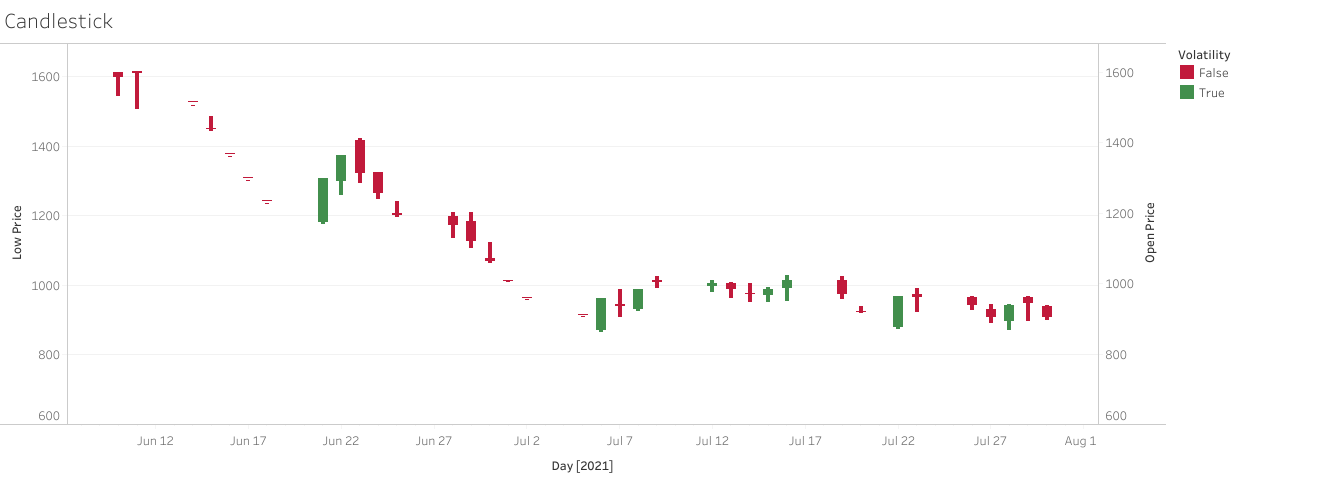 Candlestick
Volatility
False
True
Low Price
1600
1400
1200
1000
800
600
Open Price
1600
1400
1200
1000
800
600
Jun 12 Jun 17 Jun 22 Jun 27 Jul 2 Jul 7 Jul 12 Jul 17 Jul 22 Jul 27 Aug 1
Day [2021]